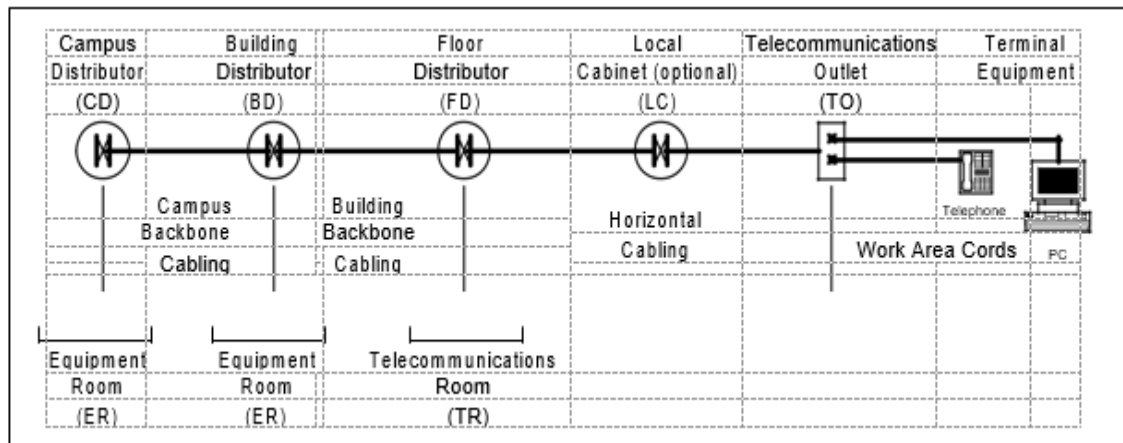 Campus Building Floor Local Telecommunications Terminal
Distributor Distributor Distributor Cabinet (optional) Outlet Equipment
(CD) (BD) (FD) (LC) (TO)
Telephone
Campus Building
Horizontal
Backbone Backbone
Cabling Work Area Cords PC
Cabling Cabling
Equipment Equipment Telecommunications
Room Room Room
(ER) (ER) (TR)